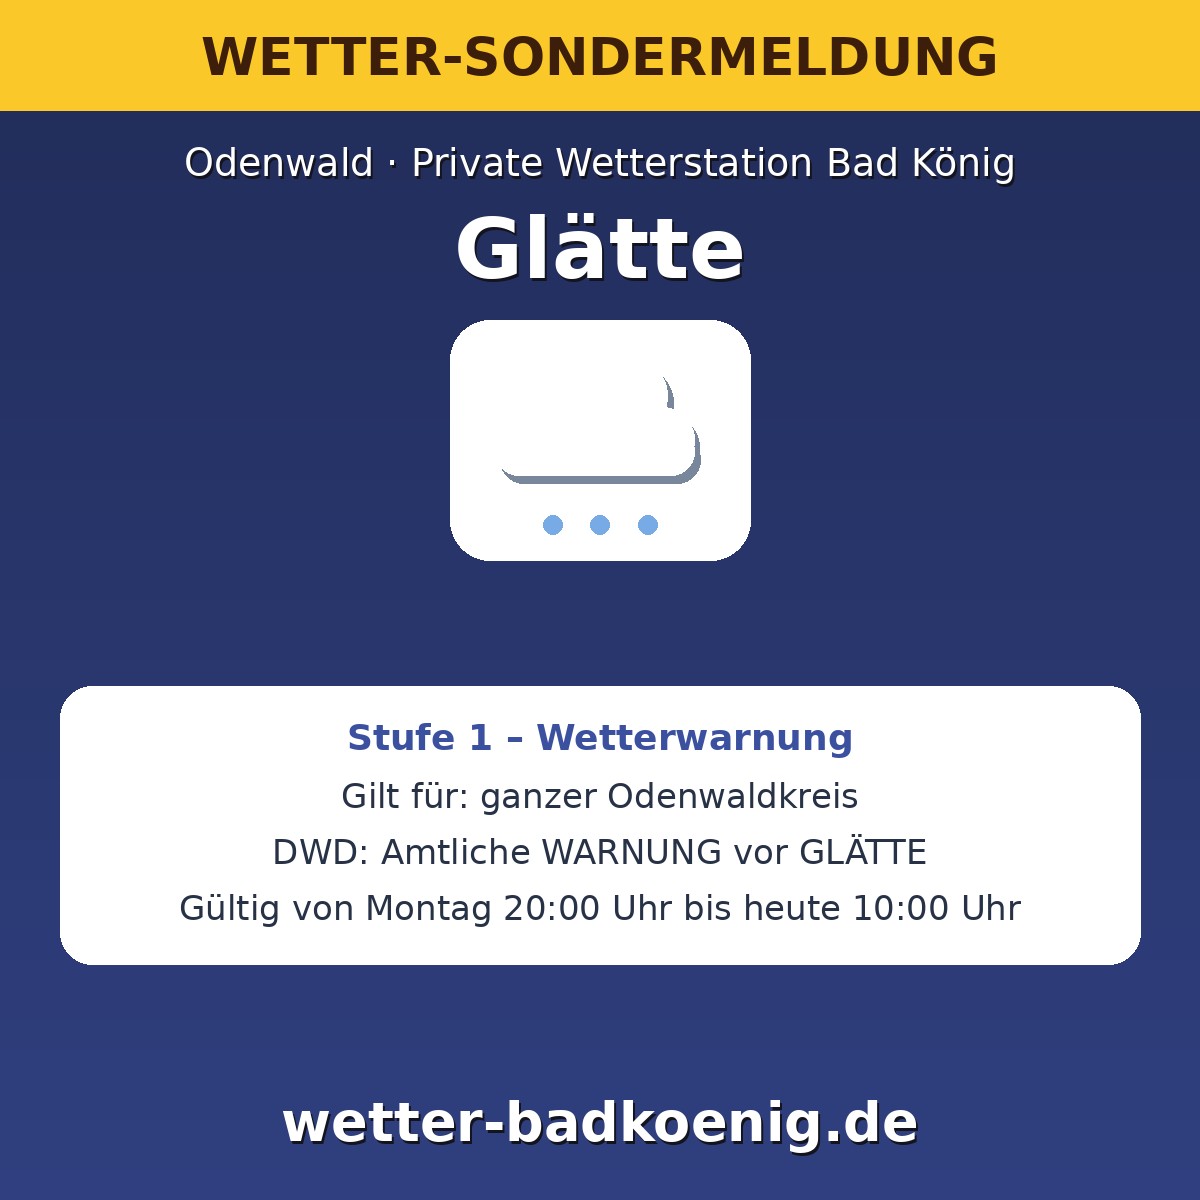 WETTER-SONDERMELDUNG
Odenwald · Private Wetterstation Bad König
Glätte
Stufe 1 – Wetterwarnung
Gilt für: ganzer Odenwaldkreis
DWD: Amtliche WARNUNG vor GLÄTTE
Gültig von Montag 20:00 Uhr bis heute 10:00 Uhr
wetter-badkoenig.de